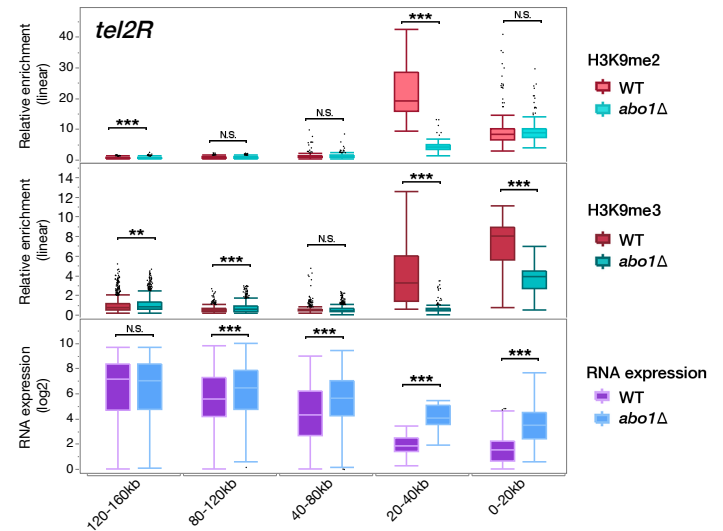 tel2R
Relative enrichment
(linear)
40
30
20
10
0
***
N.S.
N.S.
***
N.S.
H3K9me2
WT
abo1Δ
Relative enrichment
(linear)
14
12
10
8
6
4
2
0
**
***
N.S.
***
***
H3K9me3
WT
abo1Δ
RNA expression
(log2)
10
8
6
4
2
0
N.S.
***
***
***
***
RNA expression
WT
abo1Δ
120-160kb
80-120kb
40-80kb
20-40kb
0-20kb